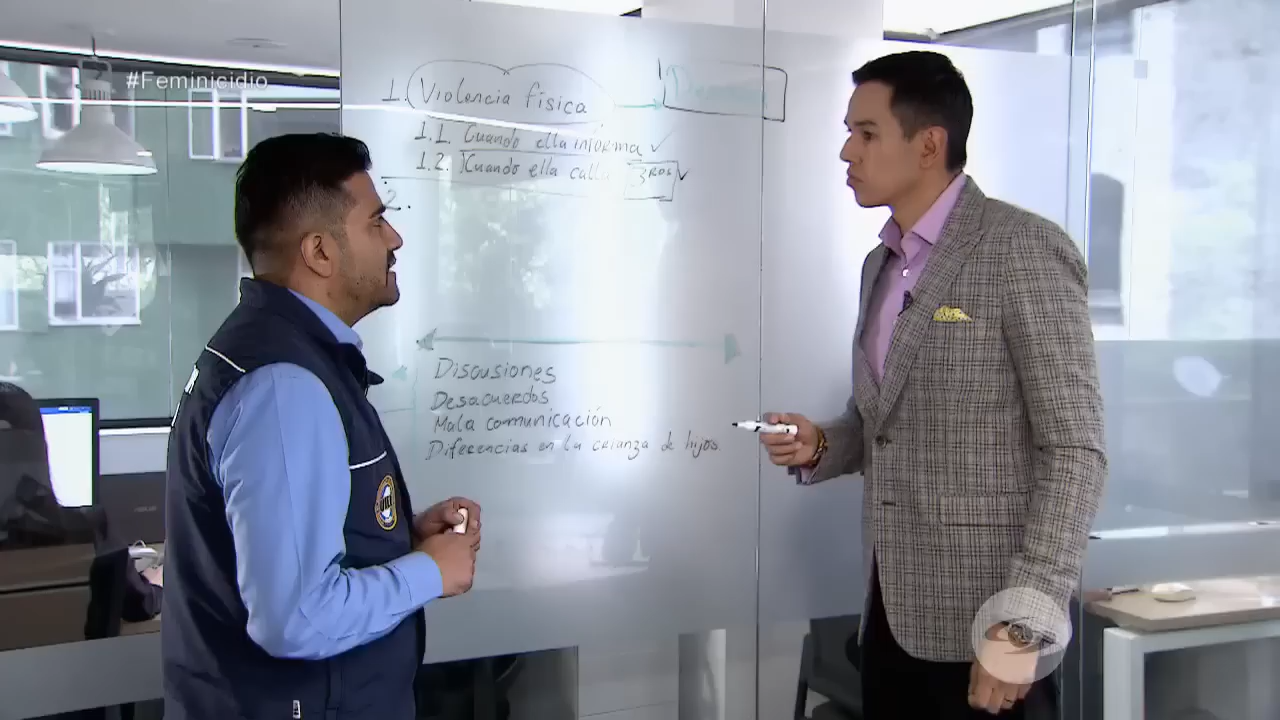 #Feminicidio
1. Violencia física
1.1. Cuando ella informa
1.2. Cuando ella calla 3ROS
2.
Discusiones
Desacuerdos
Mala comunicación
Diferencias en la crianza de hijos.